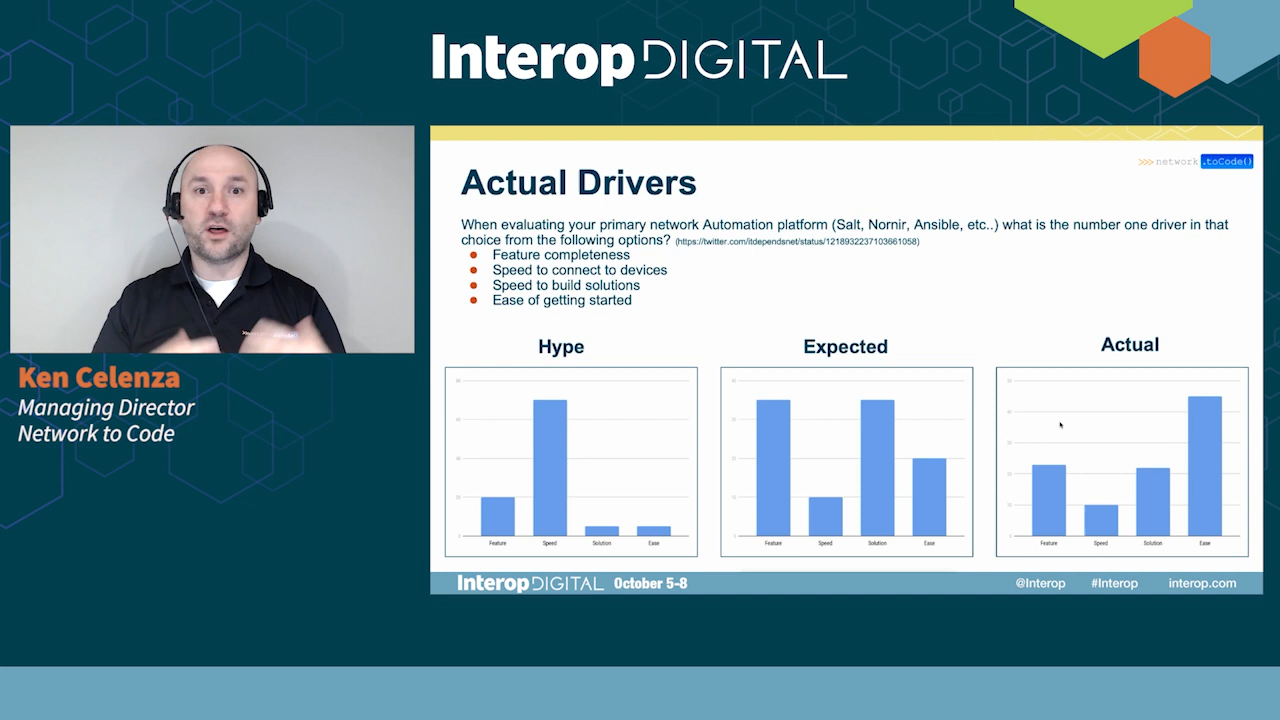 Interop DIGITAL
Ken Celenza
Managing Director
Network to Code
>>> network .toCode()
Actual Drivers
When evaluating your primary network Automation platform (Salt, Nornir, Ansible, etc..) what is the number one driver in that
choice from the following options? (https://twitter.com/itdependsnet/status/1218932237103661058)
Feature completeness
Speed to connect to devices
Speed to build solutions
Ease of getting started
Hype
Expected
Actual
Feature Speed Solution Ease
Feature Speed Solution Ease
Feature Speed Solution Ease
Interop DIGITAL October 5-8
@Interop #Interop interop.com